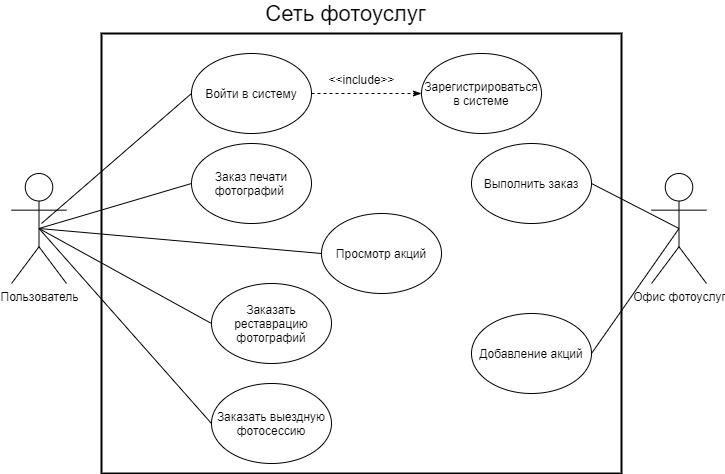 Сеть фотоуслуг
Войти в систему
<<include>>
Зарегистрироваться
в системе
Заказ печати
фотографий
Выполнить заказ
Просмотр акций
Пользователь
Офис фотоуслуг
Заказать
реставрацию
фотографий
Добавление акций
Заказать выездную
фотосессию